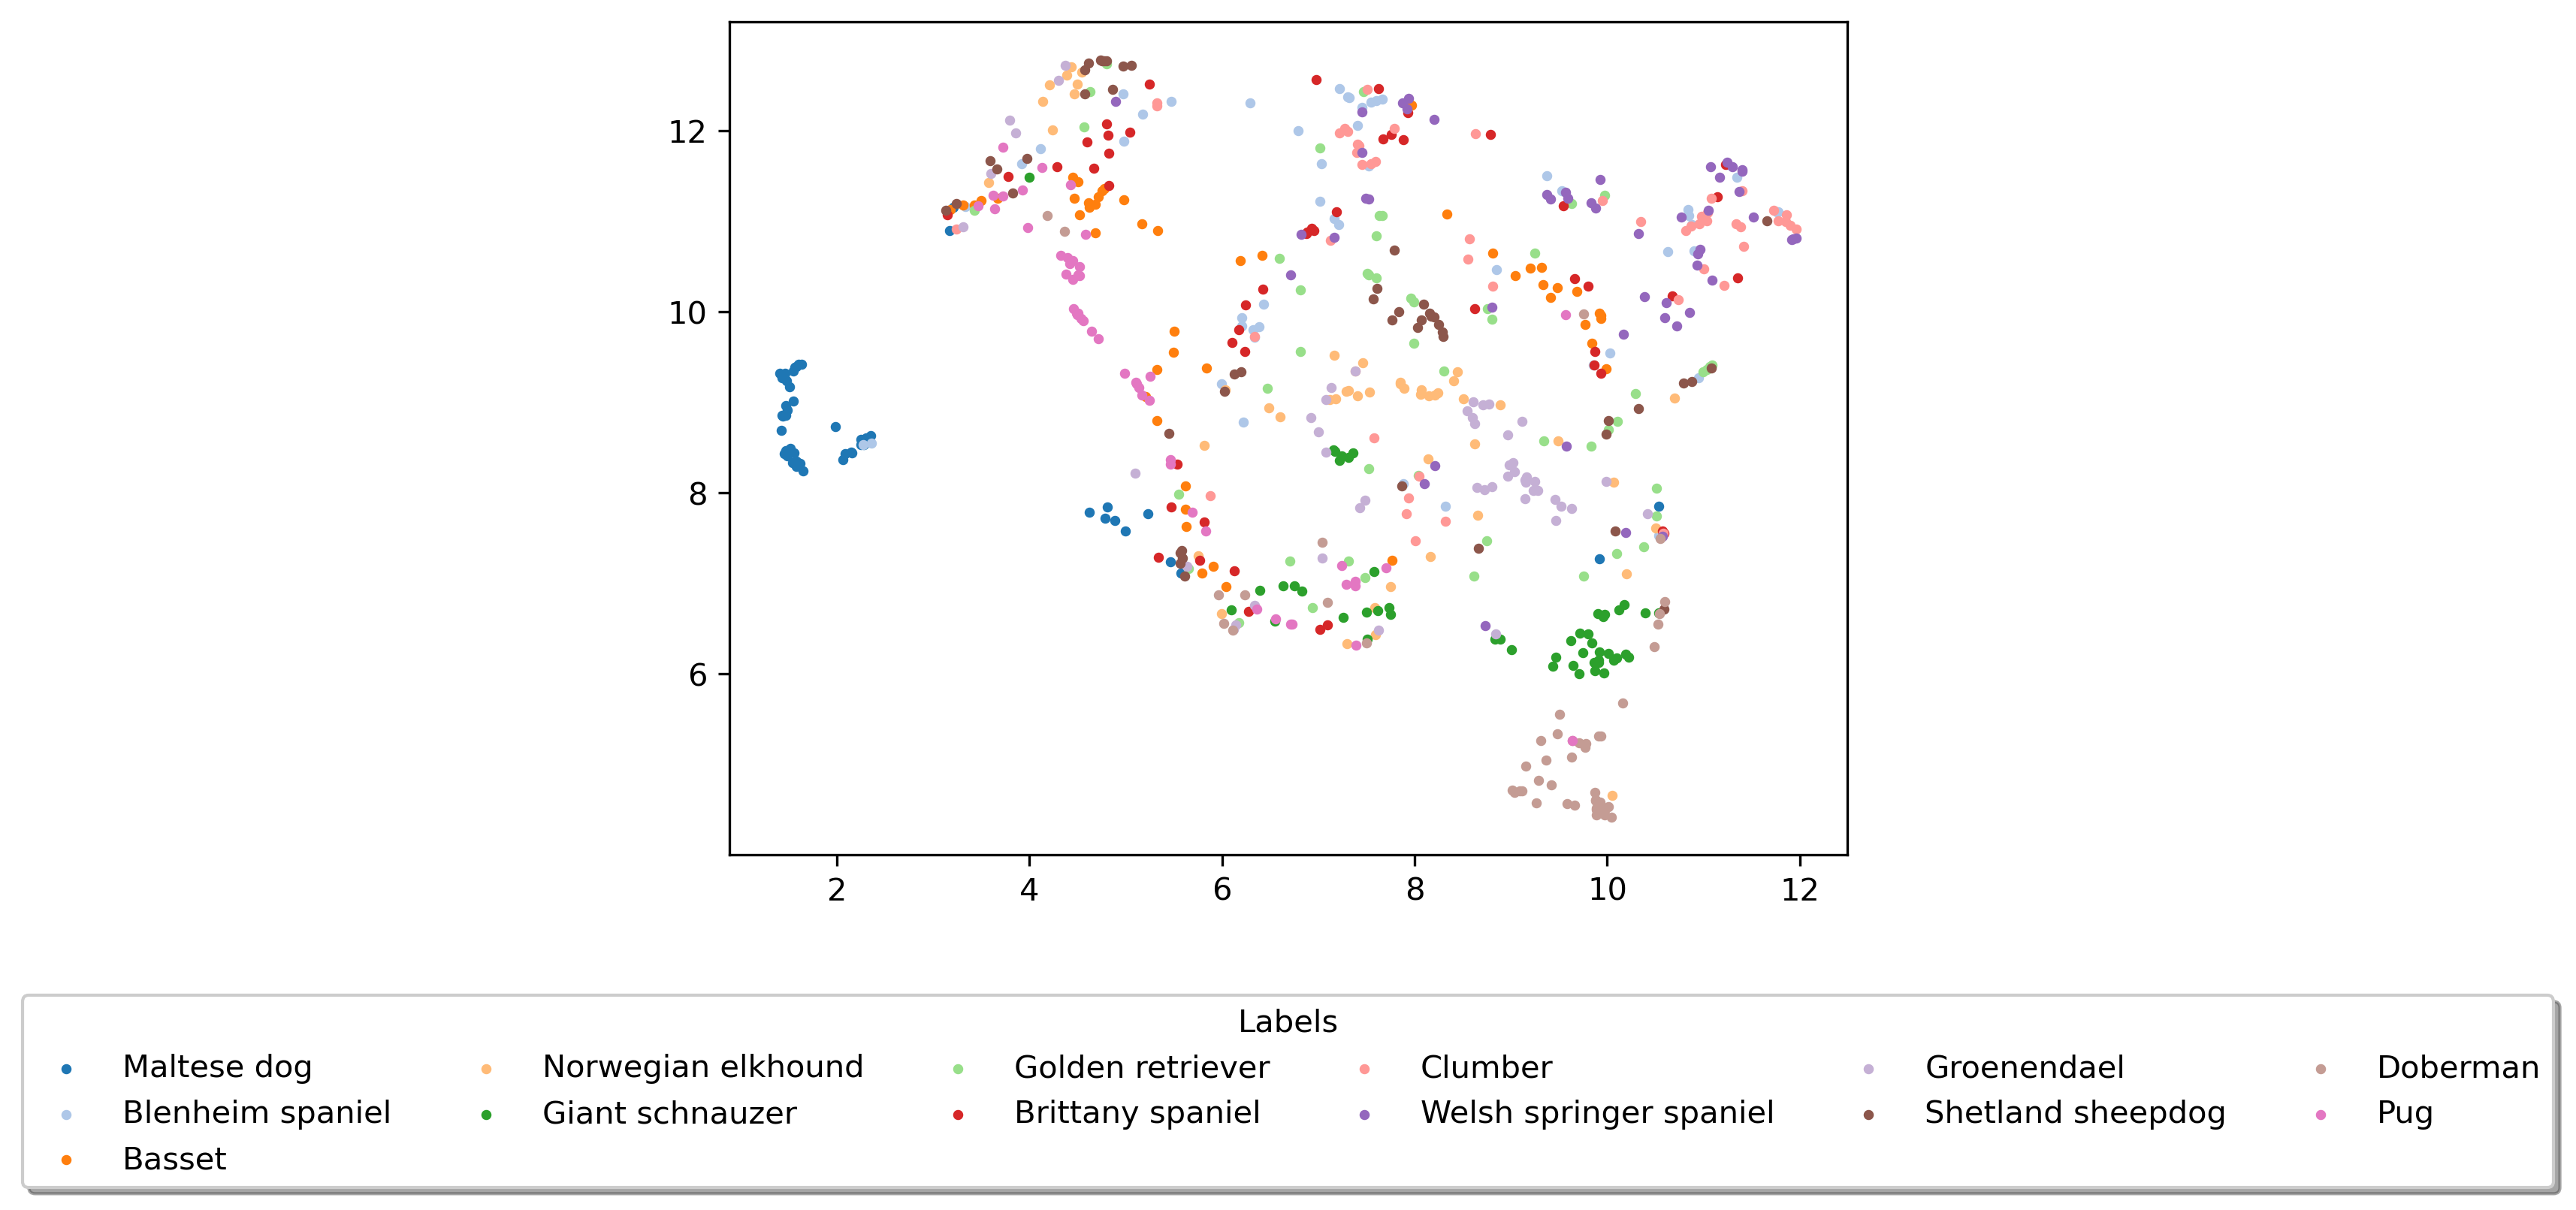 12
10
8
6
2 4 6 8 10 12
Labels
Maltese dog Norwegian elkhound Golden retriever Clumber Groenendael Doberman
Blenheim spaniel Giant schnauzer Brittany spaniel Welsh springer spaniel Shetland sheepdog Pug
Basset